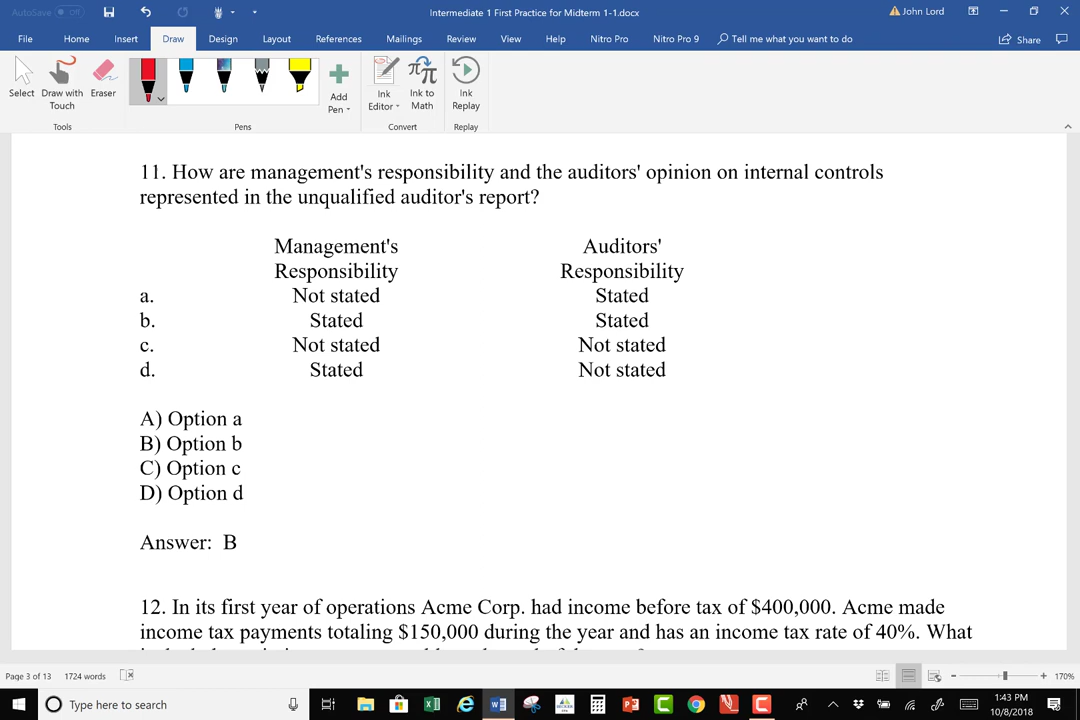 AutoSave Off
Intermediate 1 First Practice for Midterm 1-1.docx
John Lord
File Home Insert Draw Design Layout References Mailings Review View Help Nitro Pro Nitro Pro 9 Tell me what you want to do Share
Select Draw with Touch Eraser Add Pen Ink Editor Ink to Math Ink Replay
Tools Pens Convert Replay
11. How are management's responsibility and the auditors' opinion on internal controls
represented in the unqualified auditor's report?
Management's Auditors'
Responsibility Responsibility
a. Not stated Stated
b. Stated Stated
c. Not stated Not stated
d. Stated Not stated
A) Option a
B) Option b
C) Option c
D) Option d
Answer: B
12. In its first year of operations Acme Corp. had income before tax of $400,000. Acme made
income tax payments totaling $150,000 during the year and has an income tax rate of 40%. What
Page 3 of 13 1724 words 170%
Type here to search
1:43 PM
10/8/2018